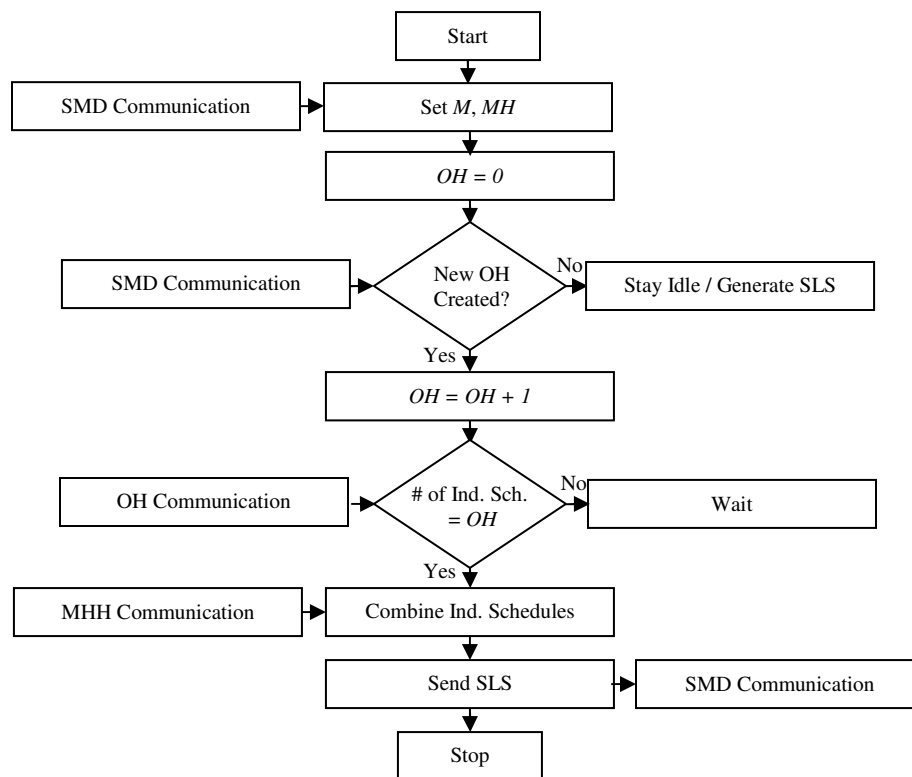 Start
SMD Communication
Set M, MH
OH = 0
New OH
Created?
SMD Communication
No
Stay Idle / Generate SLS
Yes
OH = OH + 1
OH Communication
# of Ind. Sch.
= OH
No
Wait
Yes
MHH Communication
Combine Ind. Schedules
Send SLS
SMD Communication
Stop